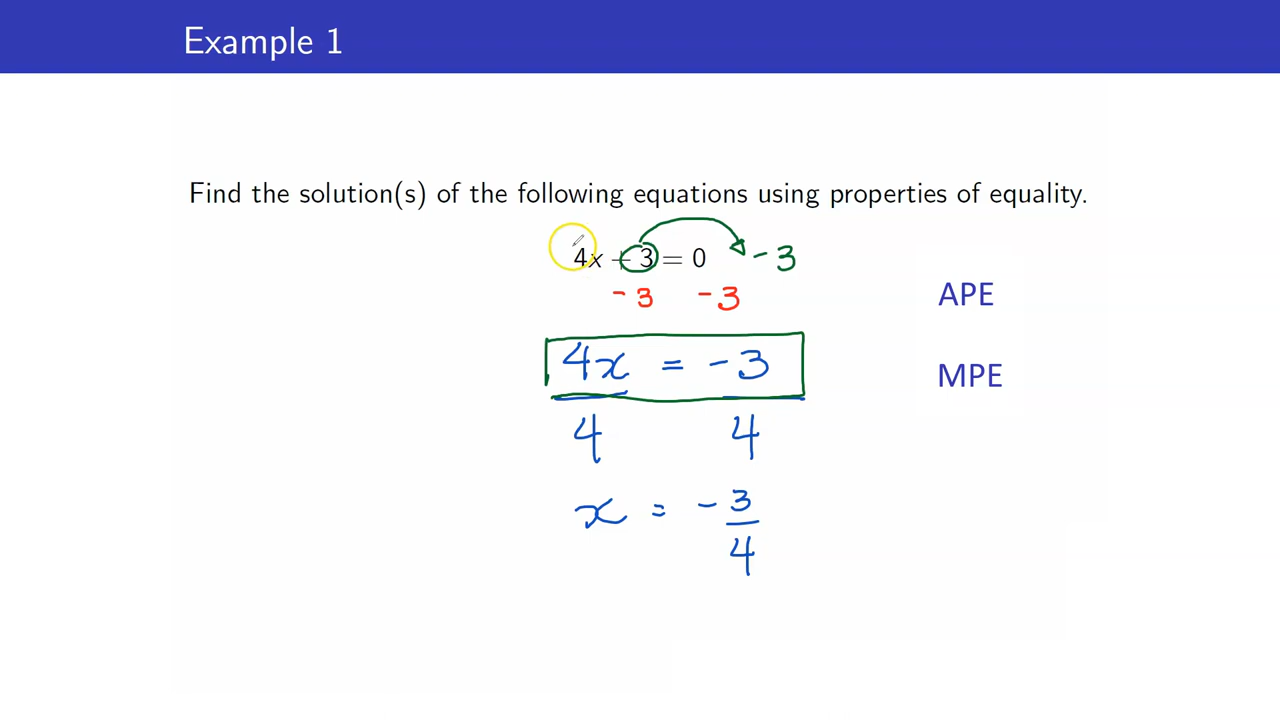 Example 1
Find the solution(s) of the following equations using properties of equality.
4x + 3 = 0 - 3
- 3 - 3
APE
4x = - 3
MPE
4 4
x = - 3/4